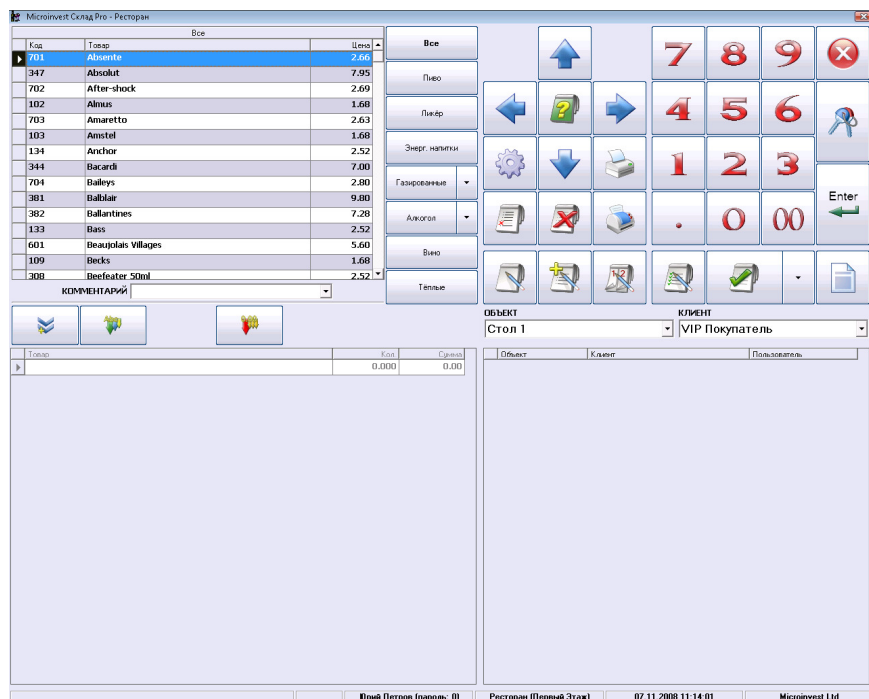 Microinvest Склад Pro - Ресторан
Все
Код Товар Цена
701 Absente 2.66
347 Absolut 7.95
702 After-shock 2.69
102 Almus 1.68
703 Amaretto 2.63
103 Amstel 1.68
134 Anchor 2.52
344 Bacardi 7.00
704 Baileys 2.80
381 Balblair 9.80
382 Ballantines 7.28
133 Bass 2.52
601 Beaujolais Villages 5.60
109 Becks 1.68
308 Beefeater 50ml 2.52
КОММЕНТАРИЙ
Все
Пиво
Ликёр
Энерг. напитки
Газированные
Алкогол
Вино
Тёплые
7 8 9
4 5 6
1 2 3
. 0 00
Enter
ОБЪЕКТ КЛИЕНТ
Стол 1 VIP Покупатель
Товар Кол Сумма
0.000 0.00
Объект Клиент Пользователь
Юрий Петров (пароль: 0) Ресторан (Первый Этаж) 07.11.2008 11:14:01 Microinvest Ltd